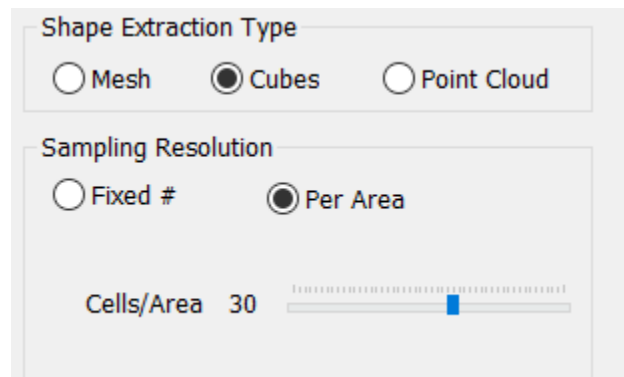 Shape Extraction Type
Mesh Cubes Point Cloud
Sampling Resolution
Fixed # Per Area
Cells/Area 30